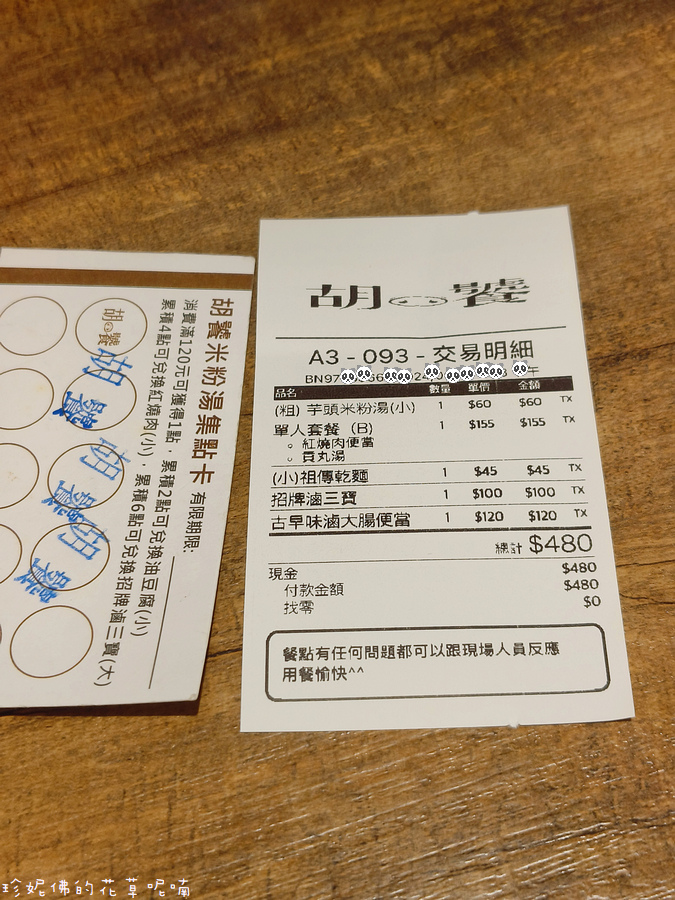 胡饕米粉湯集點卡 有限期限:
消費滿120元可獲得1點，累積2點可兌換油豆腐(小)
累積4點可兌換紅燒肉(小)，累積6點可兌換招牌滷三寶(大)
胡饕
胡饕
胡饕
胡饕
胡饕
A3-093-交易明細
BN97
品名 數量 單價 金額
(粗) 芋頭米粉湯(小) 1 $60 $60 TX
單人套餐 (B) 1 $155 $155 TX
。紅燒肉便當
。貢丸湯
(小)祖傳乾麵 1 $45 $45 TX
招牌滷三寶 1 $100 $100 TX
古早味滷大腸便當 1 $120 $120 TX
總計 $480
現金 $480
付款金額 $480
找零 $0
餐點有任何問題都可以跟現場人員反應
用餐愉快^^
珍妮佛的花草呢喃